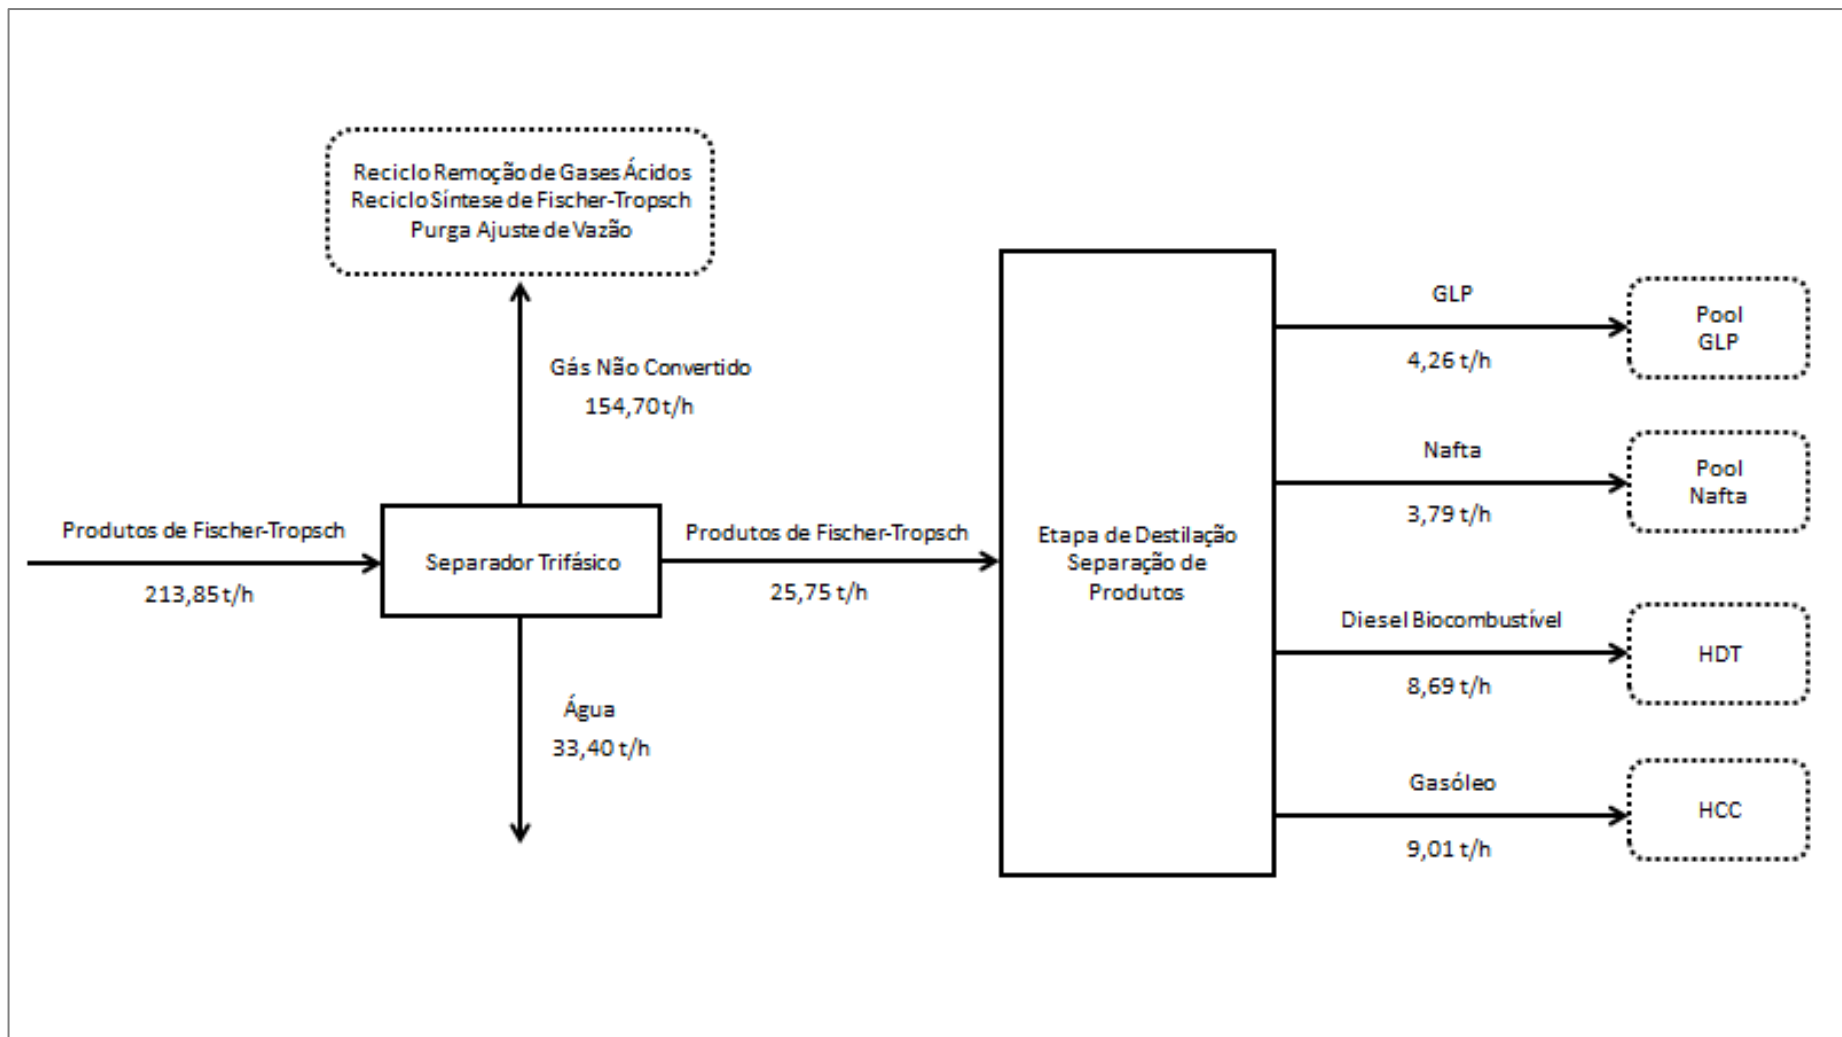 Reciclo Remoção de Gases Ácidos
Reciclo Síntese de Fischer-Tropsch
Purga Ajuste de Vazão
Gás Não Convertido
154,70 t/h
Produtos de Fischer-Tropsch
213,85 t/h
Separador Trifásico
Produtos de Fischer-Tropsch
25,75 t/h
Água
33,40 t/h
Etapa de Destilação
Separação de
Produtos
GLP
4,26 t/h
Pool
GLP
Nafta
3,79 t/h
Pool
Nafta
Diesel Biocombustível
8,69 t/h
HDT
Gasóleo
9,01 t/h
HCC